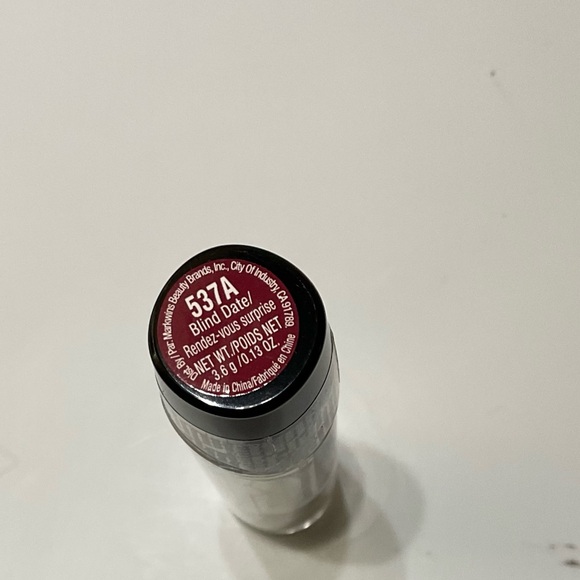 Dist. By/Par: Markwins Beauty Brands, Inc., City Of Industry, CA 91789
537A
Blind Date/
Rendez-vous surprise
NET WT./POIDS NET
3.6 g/0.13 OZ.
Made in China/Fabriqué en Chine